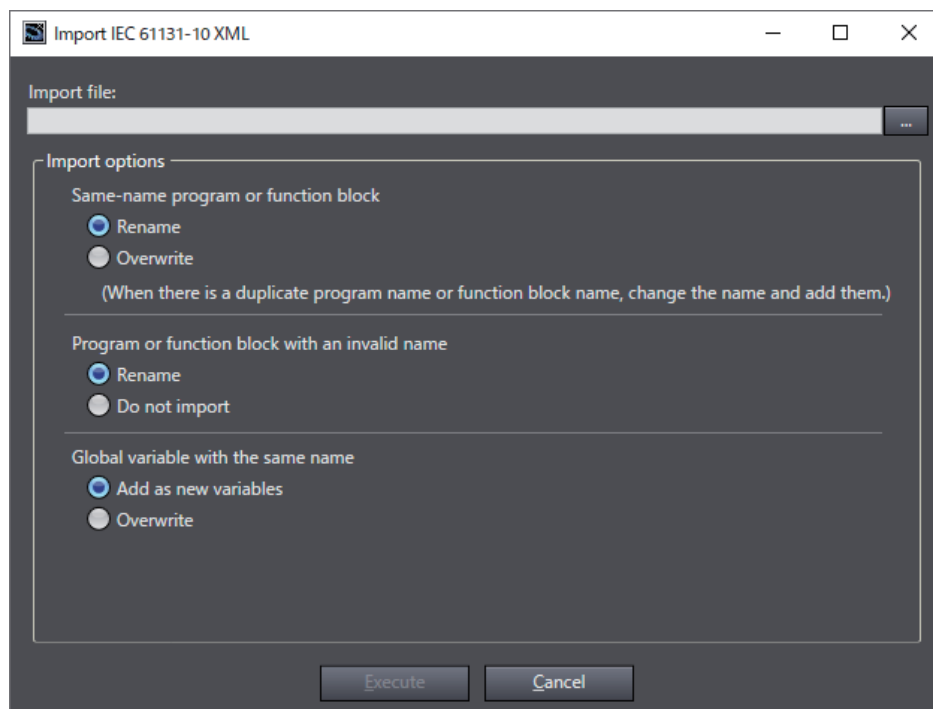 Import IEC 61131-10 XML
Import file:
...
Import options
Same-name program or function block
Rename
Overwrite
(When there is a duplicate program name or function block name, change the name and add them.)
Program or function block with an invalid name
Rename
Do not import
Global variable with the same name
Add as new variables
Overwrite
Execute Cancel